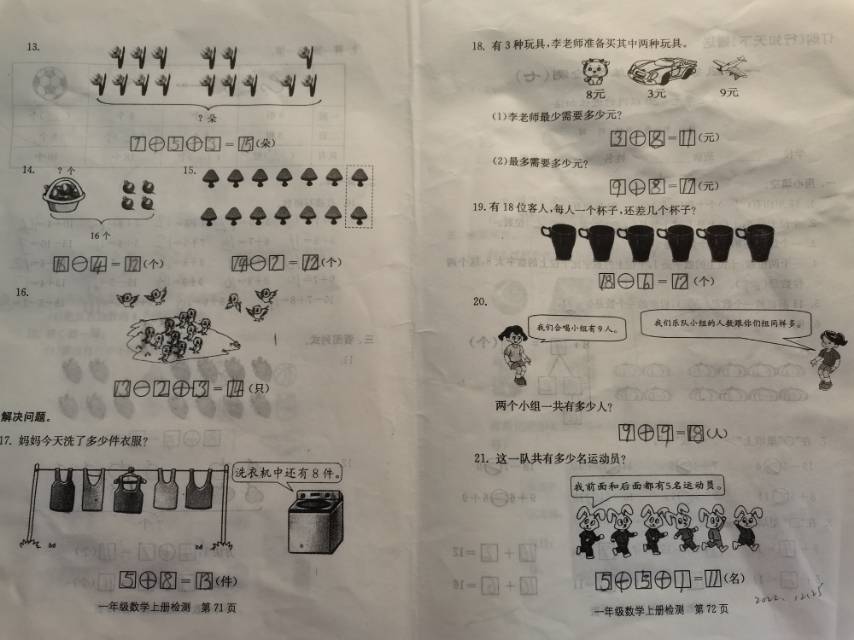 13.
?朵
7+5+3=15(朵)
14.
?个
16个
16-4=12(个)
15.
14-2=12(个)
16.
13-2+3=14(只)
解决问题。
17. 妈妈今天洗了多少件衣服?
洗衣机中还有8件。
5+8=13(件)
一年级数学上册检测 第71页
18. 有3种玩具,李老师准备买其中两种玩具。
8元 3元 9元
(1)李老师最少需要多少元?
3+8=11(元)
(2)最多需要多少元?
9+8=17(元)
19. 有18位客人,每人一个杯子,还差几个杯子?
18-6=12(个)
20.
我们合唱小组有9人。
我们乐队小组的人数跟你们组同样多。
两个小组一共有多少人?
9+9=18(人)
21. 这一队共有多少名运动员?
我前面和后面都有5名运动员。
5+5+1=11(名)
一年级数学上册检测 第72页
2022.12.25